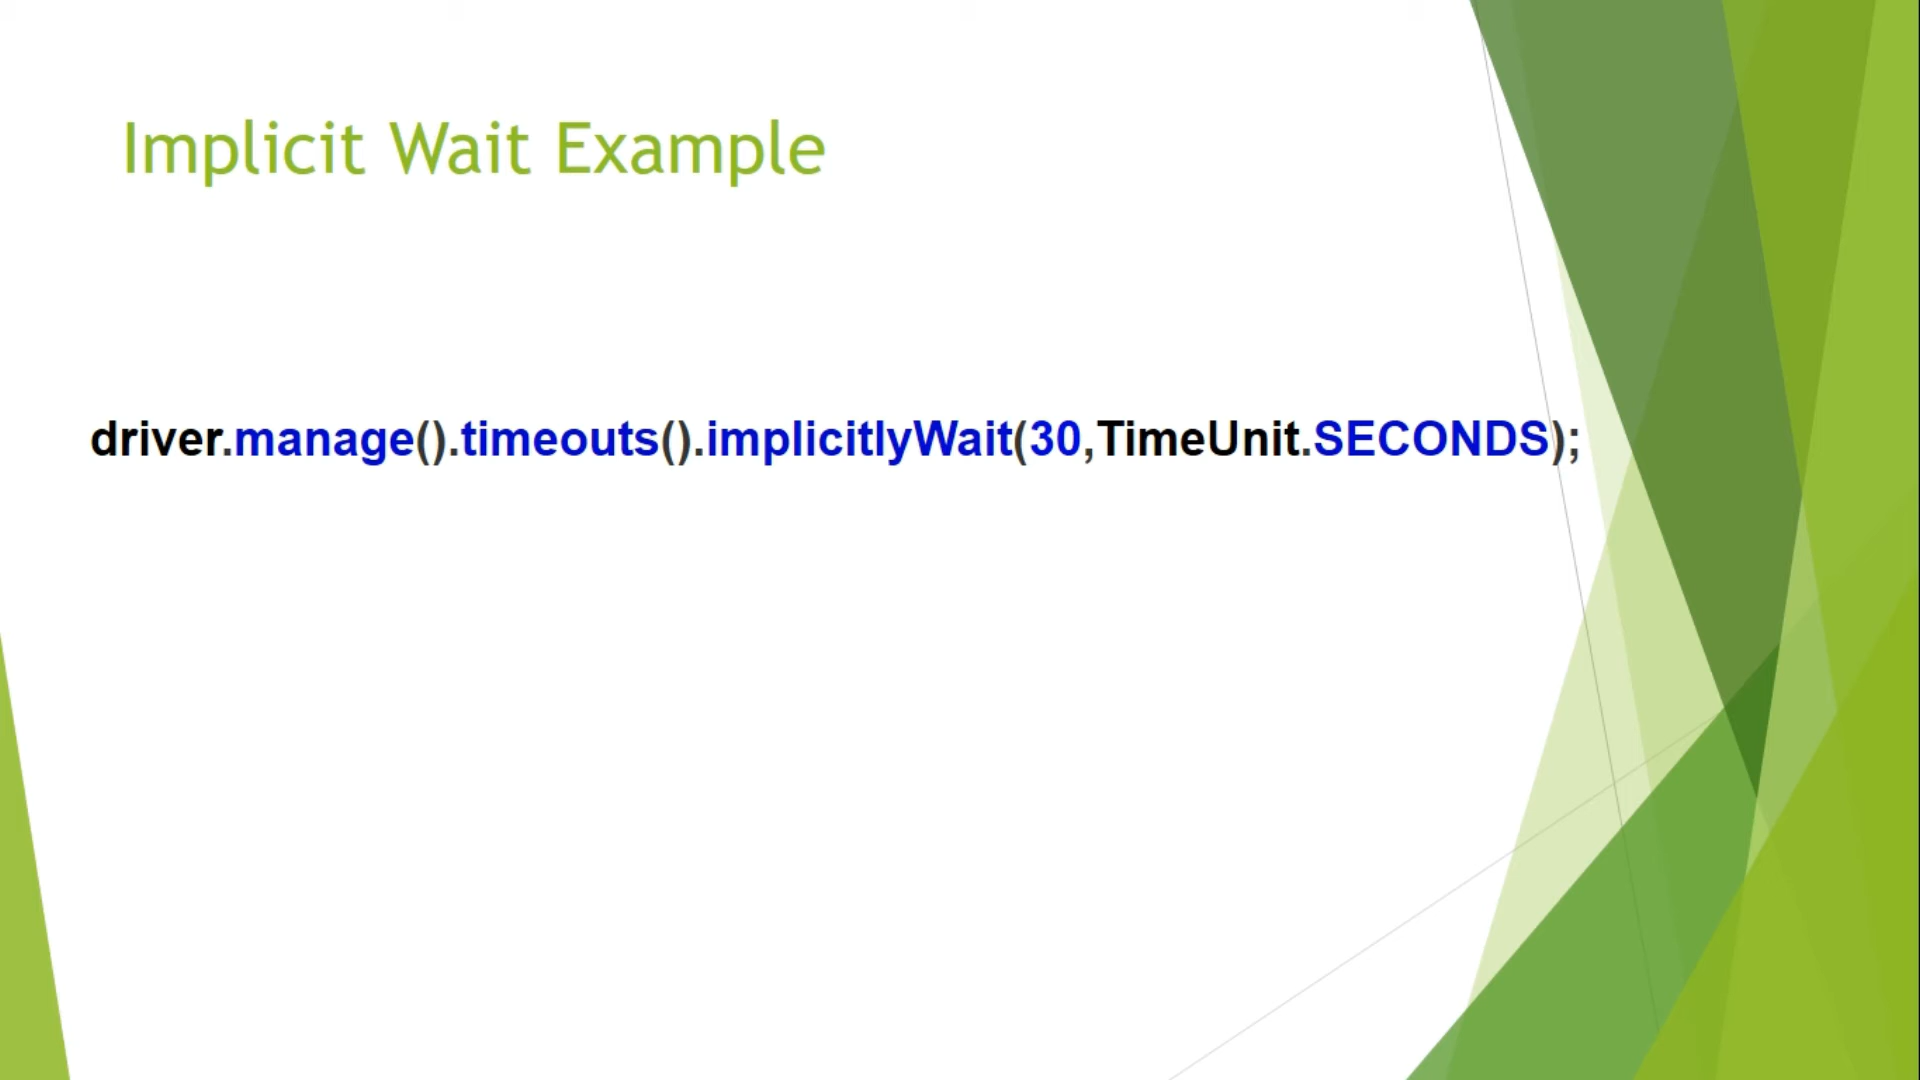 Implicit Wait Example
driver.manage().timeouts().implicitlyWait(30,TimeUnit.SECONDS);